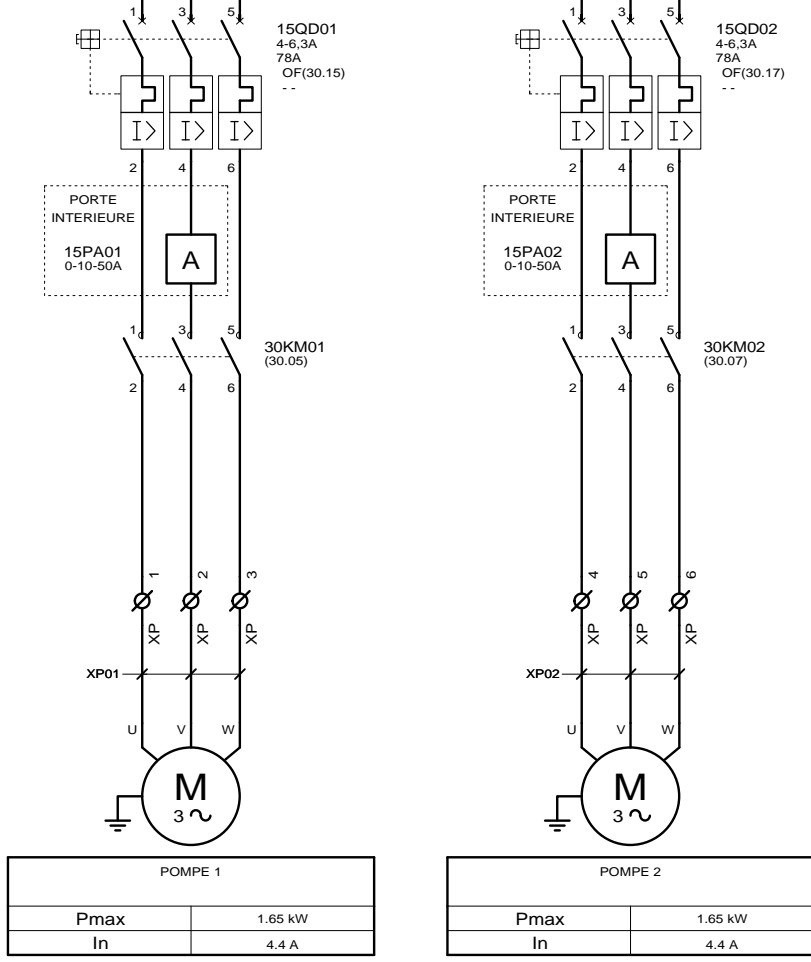 1 3 5
15QD01
4-6,3A
78A
OF(30.15)
- -
I> I> I>
2 4 6
PORTE
INTERIEURE
15PA01
0-10-50A
A
1 3 5
30KM01
(30.05)
2 4 6
1 2 3
XP XP XP
XP01
U V W
M
3 ~
POMPE 1
Pmax 1.65 kW
In 4.4 A
1 3 5
15QD02
4-6,3A
78A
OF(30.17)
- -
I> I> I>
2 4 6
PORTE
INTERIEURE
15PA02
0-10-50A
A
1 3 5
30KM02
(30.07)
2 4 6
4 5 6
XP XP XP
XP02
U V W
M
3 ~
POMPE 2
Pmax 1.65 kW
In 4.4 A